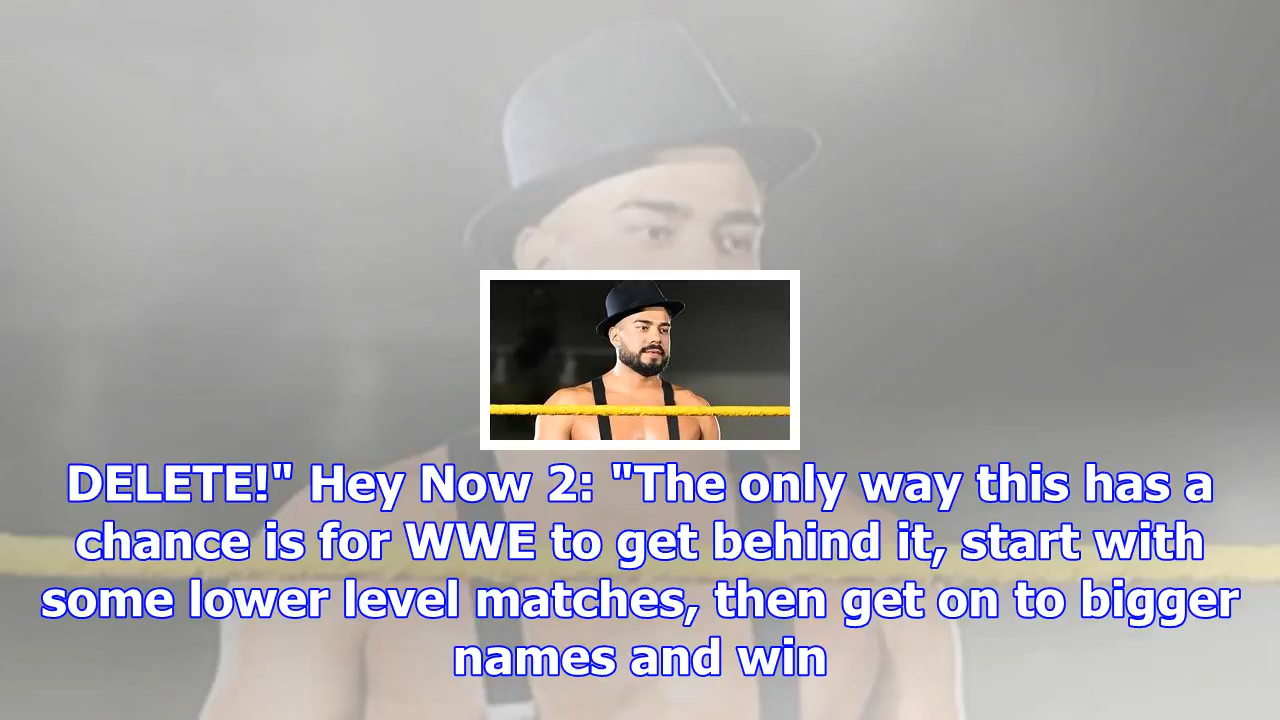 DELETE!" Hey Now 2: "The only way this has a
chance is for WWE to get behind it, start with
some lower level matches, then get on to bigger
names and win